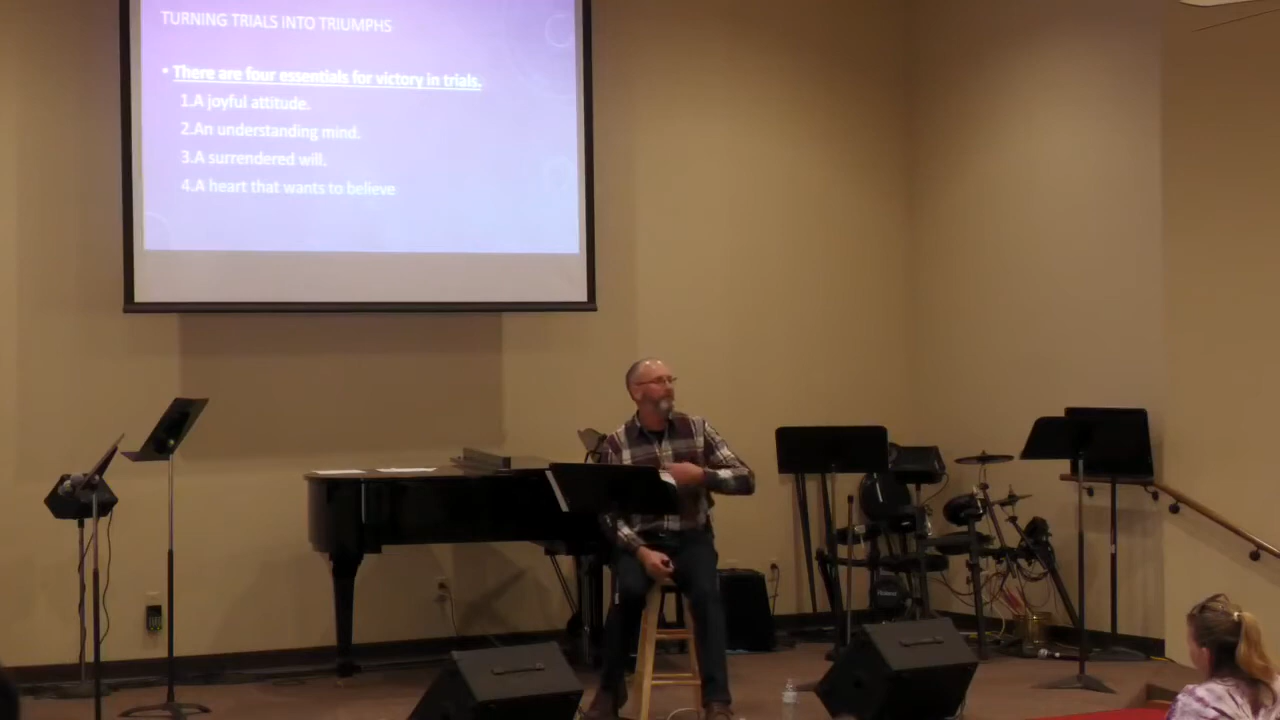 TURNING TRIALS INTO TRIUMPHS
• There are four essentials for victory in trials.
1.A joyful attitude.
2.An understanding mind.
3.A surrendered will.
4.A heart that wants to believe